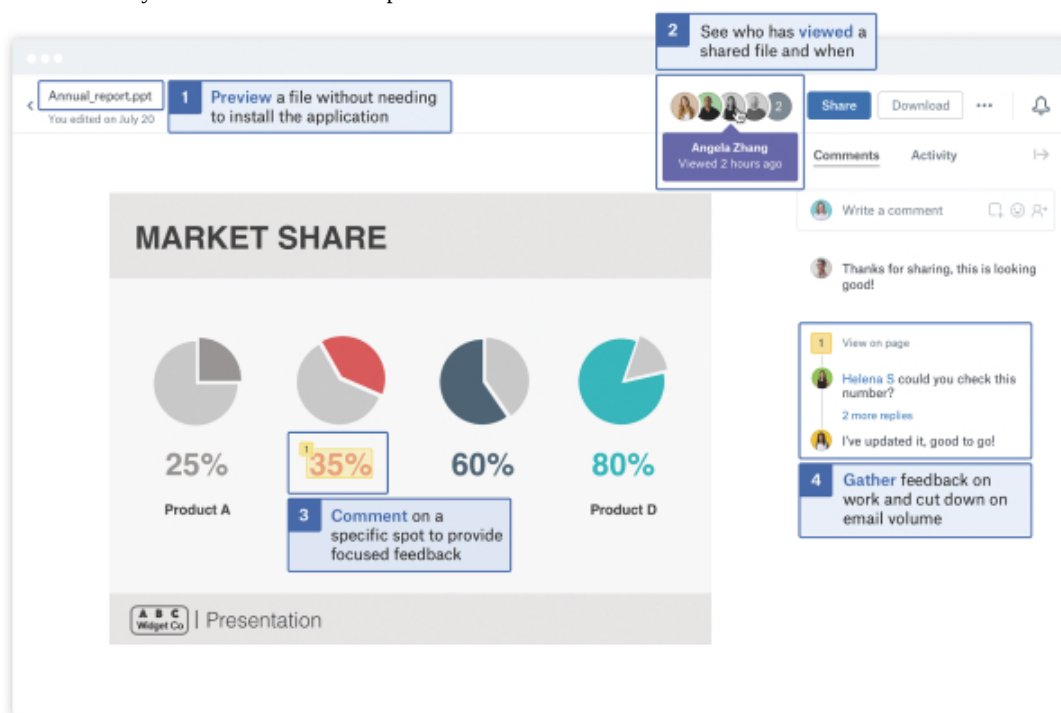 2 See who has viewed a
shared file and when
Annual_report.ppt
You edited on July 20
1 Preview a file without needing
to install the application
2
Share
Download
Angela Zhang
Viewed 2 hours ago
Comments Activity
Write a comment
Thanks for sharing, this is looking
good!
MARKET SHARE
1 View on page
Helena S could you check this
number?
2 more replies
I've updated it, good to go!
4 Gather feedback on
work and cut down on
email volume
25%
1 35%
60%
80%
Product A
Product D
3 Comment on a
specific spot to provide
focused feedback
A B C
Widget Co
Presentation